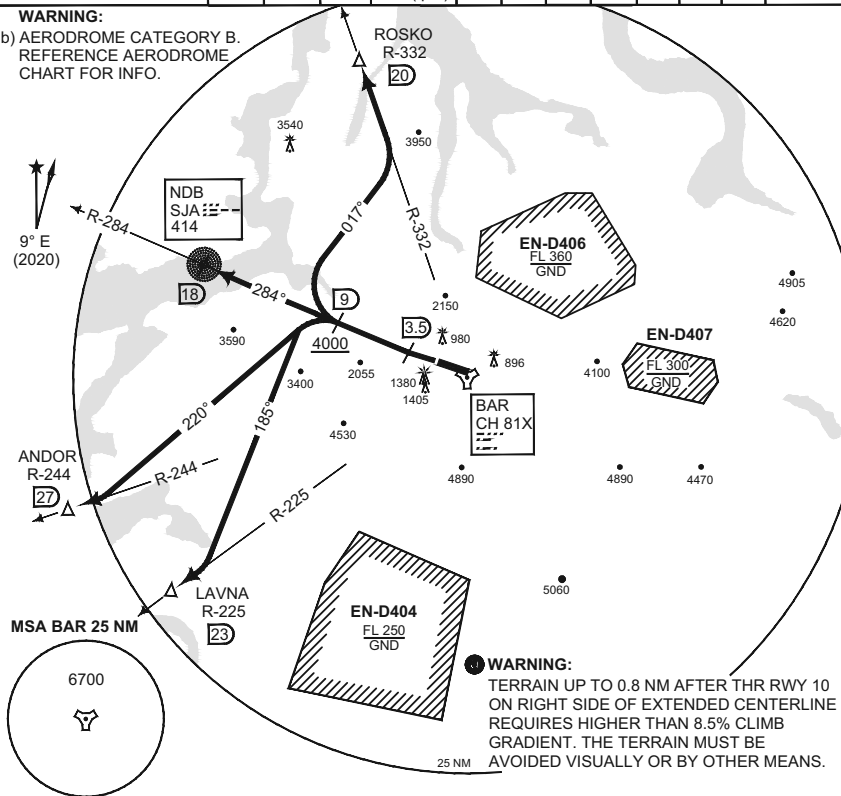 WARNING:
b) AERODROME CATEGORY B.
REFERENCE AERODROME
CHART FOR INFO.
ROSKO
R-332
20
3540
3950
9° E
(2020)
NDB
SJA
414
R-284
017°
R-332
EN-D406
FL 360
GND
18
284°
9
2150
4905
3.5
980
4620
3590
4000
EN-D407
896
2055
3400
1380
1405
4100
FL 300
GND
BAR
CH 81X
220°
185°
4530
ANDOR
R-244
27
R-244
4890
4890
4470
R-225
LAVNA
R-225
23
5060
EN-D404
FL 250
GND
MSA BAR 25 NM
6700
WARNING:
TERRAIN UP TO 0.8 NM AFTER THR RWY 10
ON RIGHT SIDE OF EXTENDED CENTERLINE
REQUIRES HIGHER THAN 8.5% CLIMB
GRADIENT. THE TERRAIN MUST BE
AVOIDED VISUALLY OR BY OTHER MEANS.
25 NM